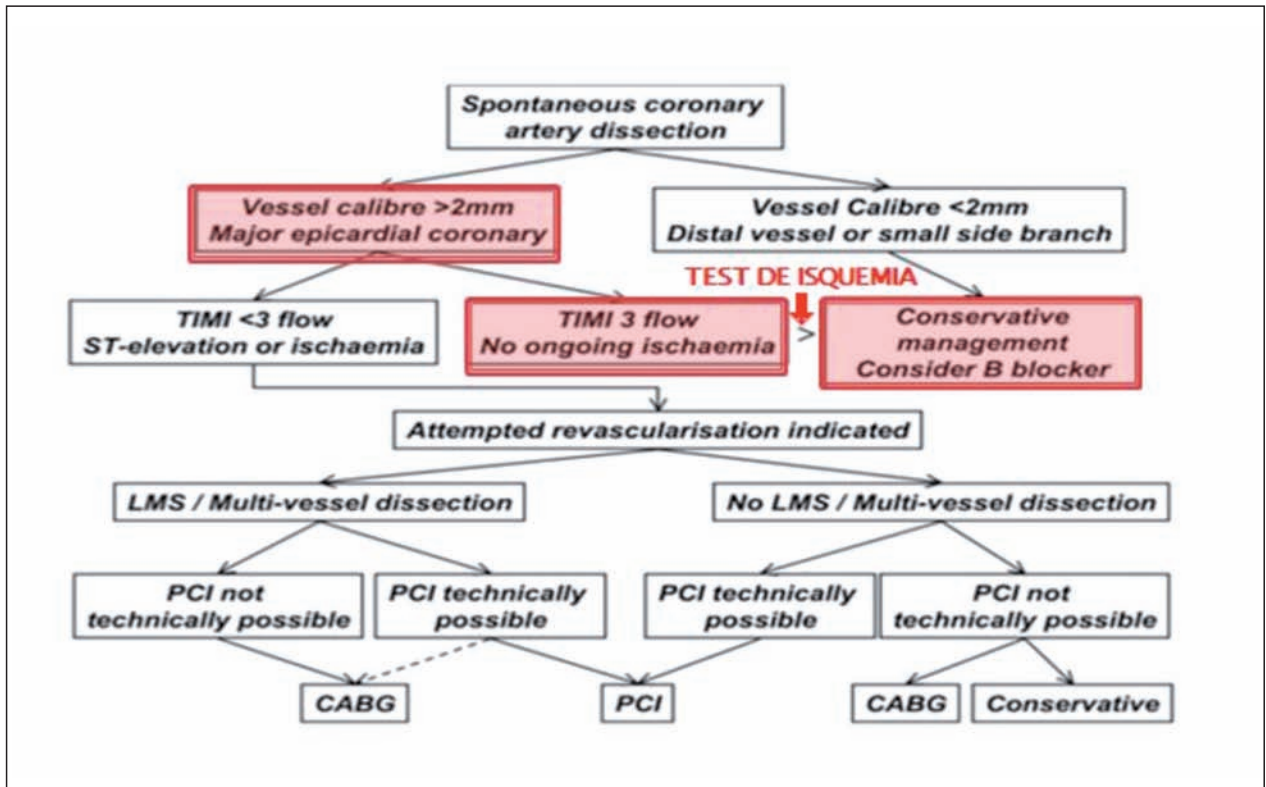 Spontaneous coronary
artery dissection
Vessel calibre >2mm
Major epicardial coronary
Vessel Calibre <2mm
Distal vessel or small side branch
TEST DE ISQUEMIA
TIMI <3 flow
ST-elevation or ischaemia
TIMI 3 flow
No ongoing ischaemia
>
Conservative
management
Consider B blocker
Attempted revascularisation indicated
LMS / Multi-vessel dissection
No LMS / Multi-vessel dissection
PCI not
technically possible
PCI technically
possible
PCI technically
possible
PCI not
technically possible
CABG
PCI
CABG
Conservative